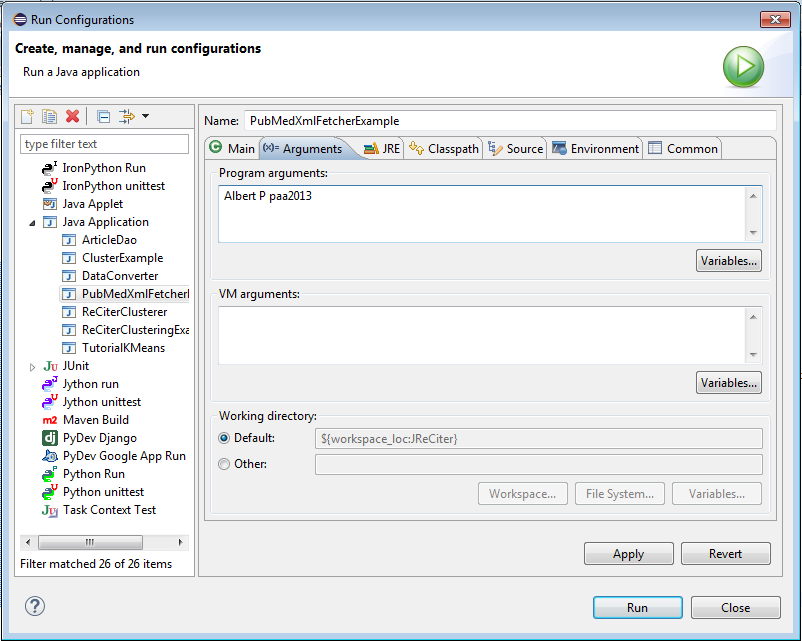 Run Configurations
Create, manage, and run configurations
Run a Java application
type filter text
IronPython Run
IronPython unittest
Java Applet
Java Application
ArticleDao
ClusterExample
DataConverter
PubMedXmlFetcherI
ReCiterClusterer
ReCiterClusteringExa
TutorialKMeans
JUnit
Jython run
Jython unittest
Maven Build
PyDev Django
PyDev Google App Run
Python Run
Python unittest
Task Context Test
Filter matched 26 of 26 items
Name: PubMedXmlFetcherExample
Main (x)= Arguments JRE Classpath Source Environment Common
Program arguments:
Albert P paa2013
Variables...
VM arguments:
Variables...
Working directory:
Default: ${workspace_loc:JReCiter}
Other:
Workspace... File System... Variables...
Apply Revert
Run Close